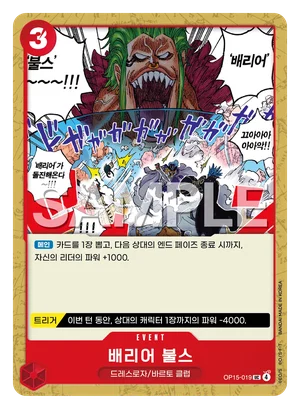 3
'불스'
~~~!!!
'배리어'
'배리어'가
돌진해온다
~!!!
끄아아아
아아악!!
SAMPLE
메인 카드를 1장 뽑고, 다음 상대의 엔드 페이즈 종료 시까지,
자신의 리더의 파워 +1000.
트리거 이번 턴 동안, 상대의 캐릭터 1장까지의 파워 -4000.
EVENT
배리어 불스
드레스로자/바르토 클럽
OP15-019 UC